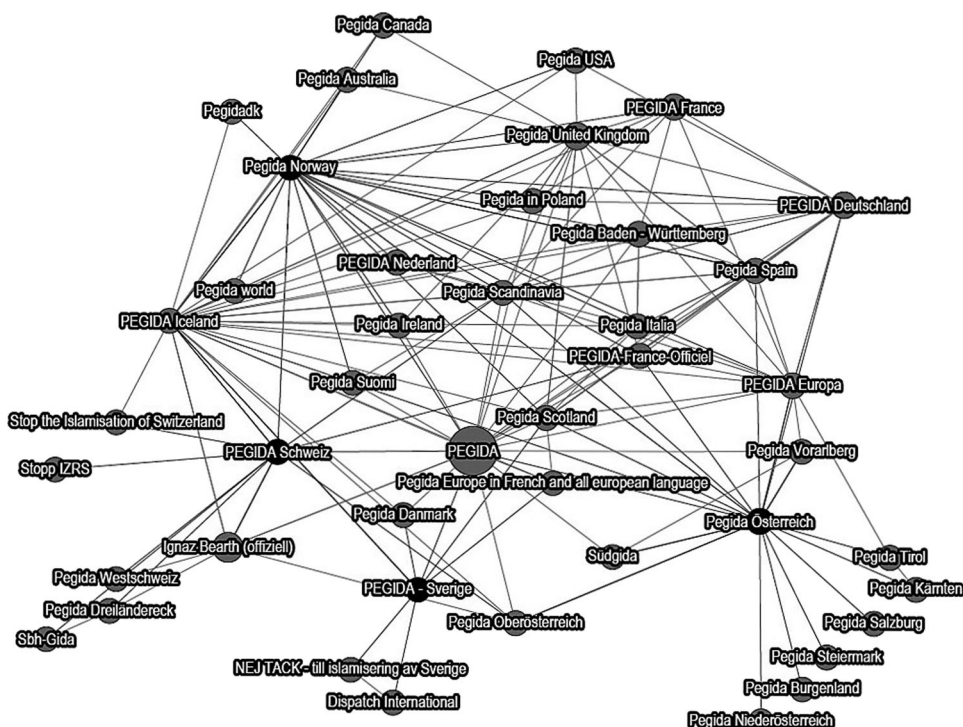 Pegida Canada
Pegida USA
Pegida Australia
Pegidadk
PEGIDA France
Pegida United Kingdom
Pegida Norway
Pegida in Poland
PEGIDA Deutschland
Pegida Baden - Württemberg
PEGIDA Nederland
Pegida Spain
Pegida world
Pegida Scandinavia
PEGIDA Iceland
Pegida Ireland
Pegida Italia
PEGIDA-France-Officiel
Pegida Suomi
PEGIDA Europa
Stop the Islamisation of Switzerland
Pegida Scotland
PEGIDA Schweiz
PEGIDA
Pegida Vorarlberg
Stopp IZRS
Pegida Europe in French and all european language
Pegida Danmark
Pegida Österreich
Ignaz Bearth (offiziell)
Südgida
Pegida Tirol
Pegida Westschweiz
PEGIDA - Sverige
Pegida Kärnten
Pegida Dreiländereck
Pegida Oberösterreich
Pegida Salzburg
Sbh-Gida
Pegida Steiermark
NEJ TACK - till islamisering av Sverige
Pegida Burgenland
Dispatch International
Pegida Niederösterreich